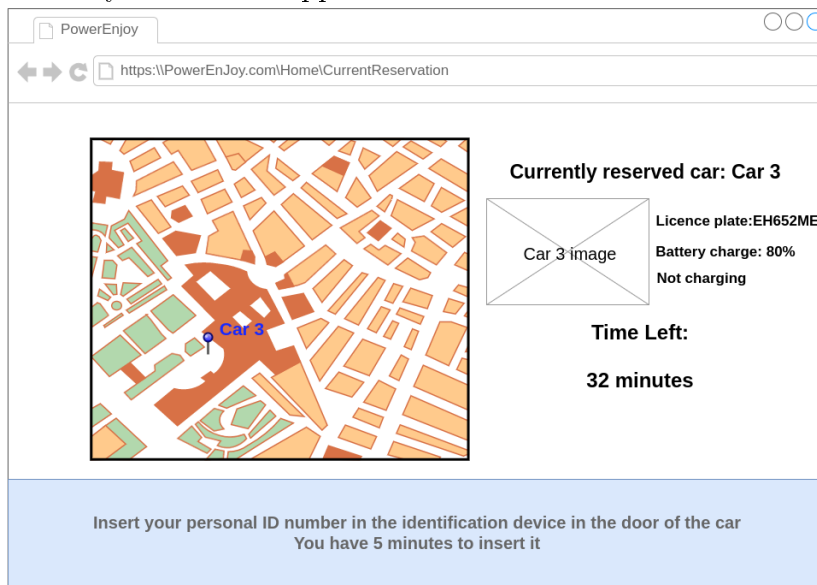 PowerEnjoy
https:\\PowerEnJoy.com\Home\CurrentReservation
Currently reserved car: Car 3
Car 3 image
Licence plate:EH652ME
Battery charge: 80%
Not charging
Car 3
Time Left:
32 minutes
Insert your personal ID number in the identification device in the door of the car
You have 5 minutes to insert it